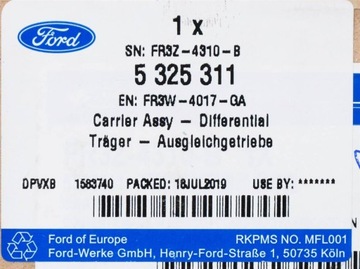 1 x
Ford
SN: FR3Z-4310-B
5 325 311
EN: FR3W-4017-GA
Carrier Assy - Differential
Träger - Ausgleichgetriebe
DPVXB 1583740 PACKED: 18JUL2019 USE BY: *******
Ford of Europe RKPMS NO. MFL001
Ford-Werke GmbH, Henry-Ford-Straße 1, 50735 Köln